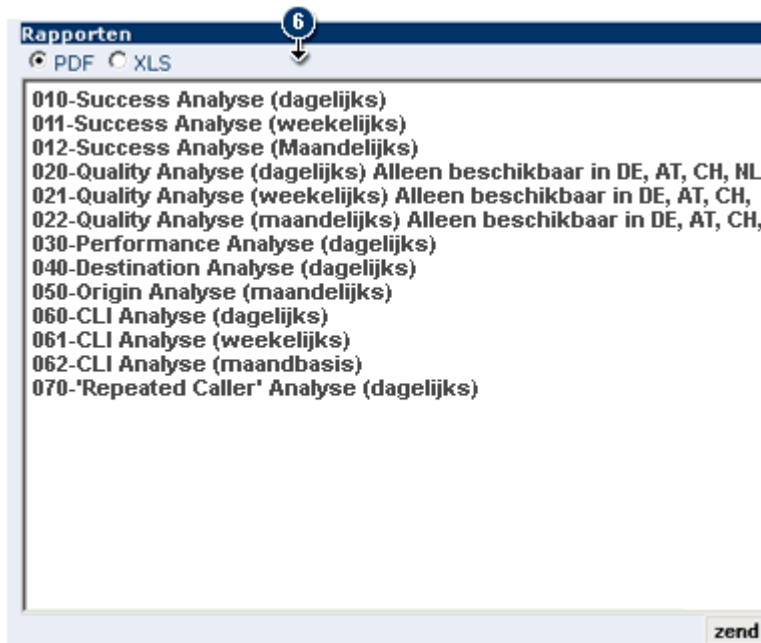 6
Rapporten
PDF XLS
010-Success Analyse (dagelijks)
011-Success Analyse (weekelijks)
012-Success Analyse (Maandelijks)
020-Quality Analyse (dagelijks) Alleen beschikbaar in DE, AT, CH, NL
021-Quality Analyse (weekelijks) Alleen beschikbaar in DE, AT, CH,
022-Quality Analyse (maandelijks) Alleen beschikbaar in DE, AT, CH,
030-Performance Analyse (dagelijks)
040-Destination Analyse (dagelijks)
050-Origin Analyse (maandelijks)
060-CLI Analyse (dagelijks)
061-CLI Analyse (weekelijks)
062-CLI Analyse (maandbasis)
070-'Repeated Caller' Analyse (dagelijks)
zend